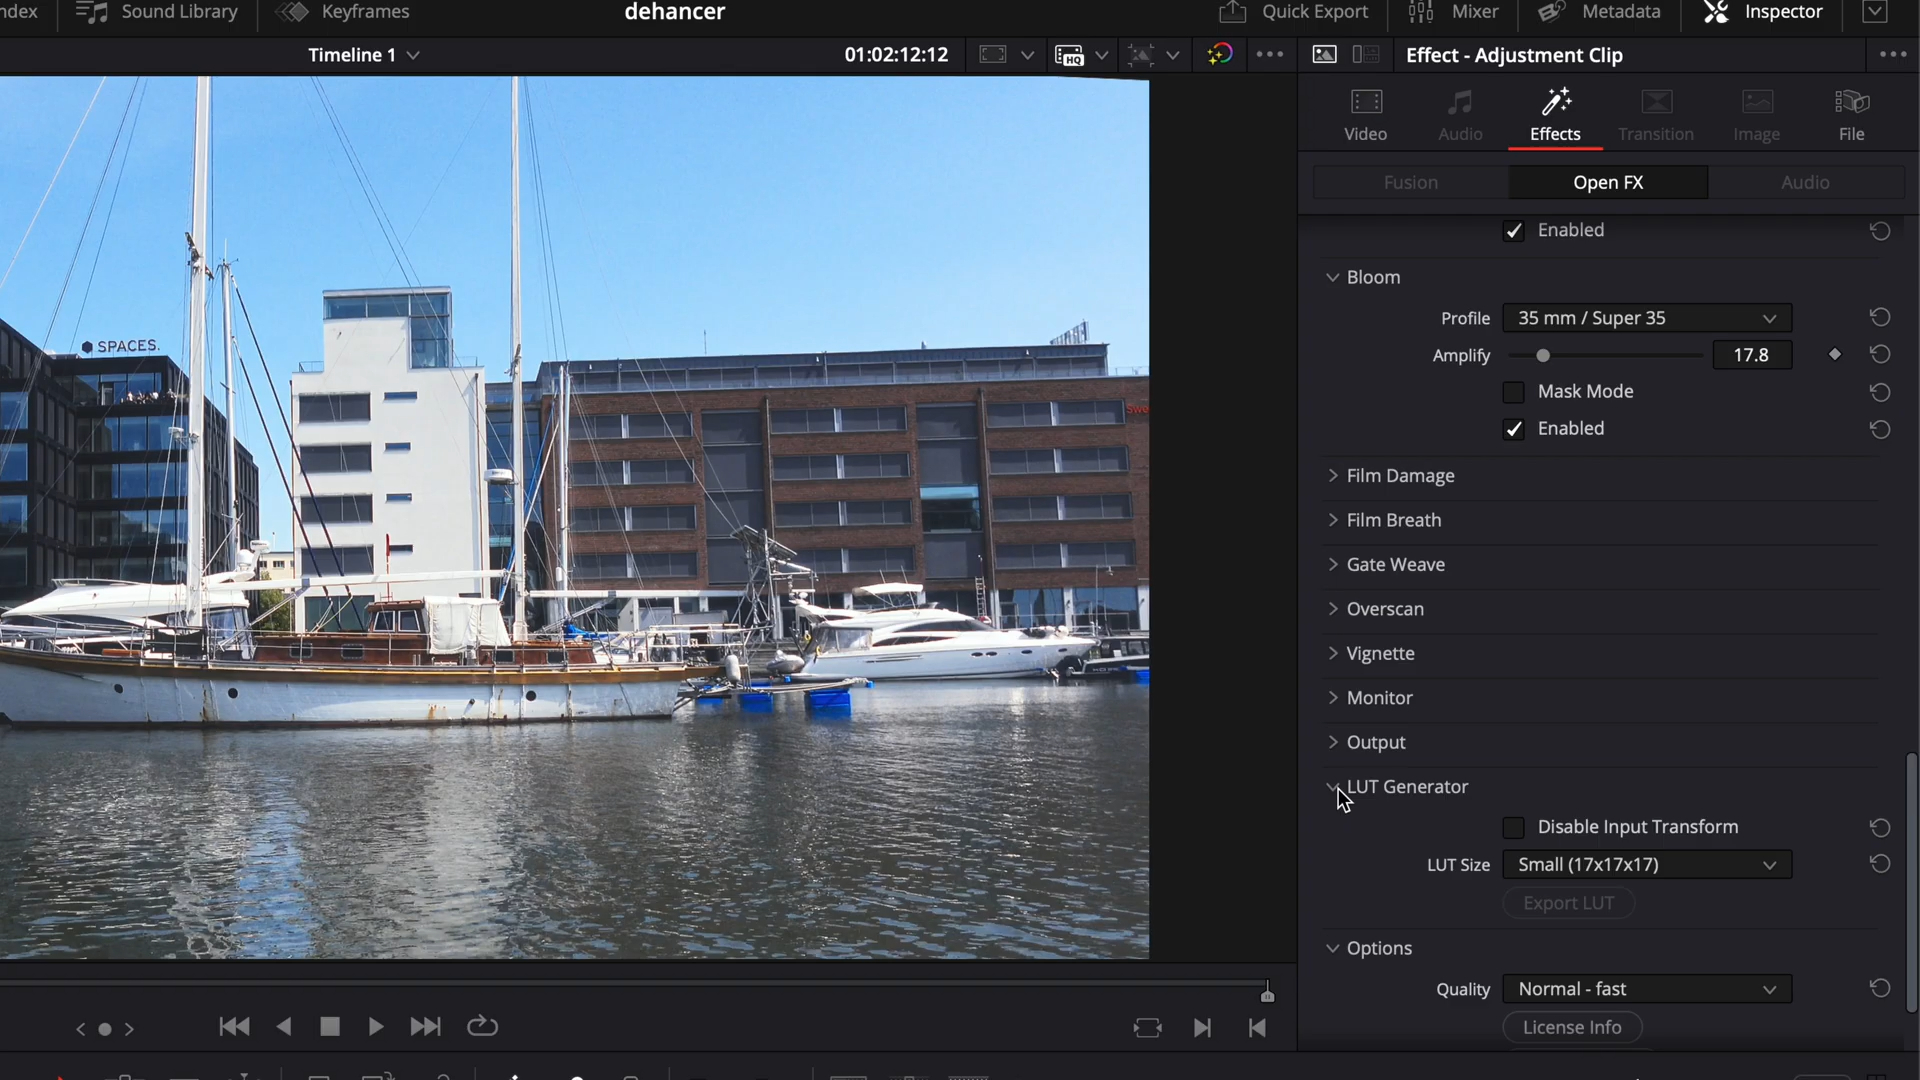 ndex Sound Library Keyframes dehancer Quick Export Mixer Metadata Inspector
Timeline 1 01:02:12:12 HQ Effect - Adjustment Clip
Video Audio Effects Transition Image File
Fusion Open FX Audio
Enabled
Bloom
Profile 35 mm / Super 35
Amplify 17.8
Mask Mode
Enabled
Film Damage
Film Breath
Gate Weave
Overscan
Vignette
Monitor
Output
LUT Generator
Disable Input Transform
LUT Size Small (17x17x17)
Export LUT
Options
Quality Normal - fast
License Info
SPACES.
Swe